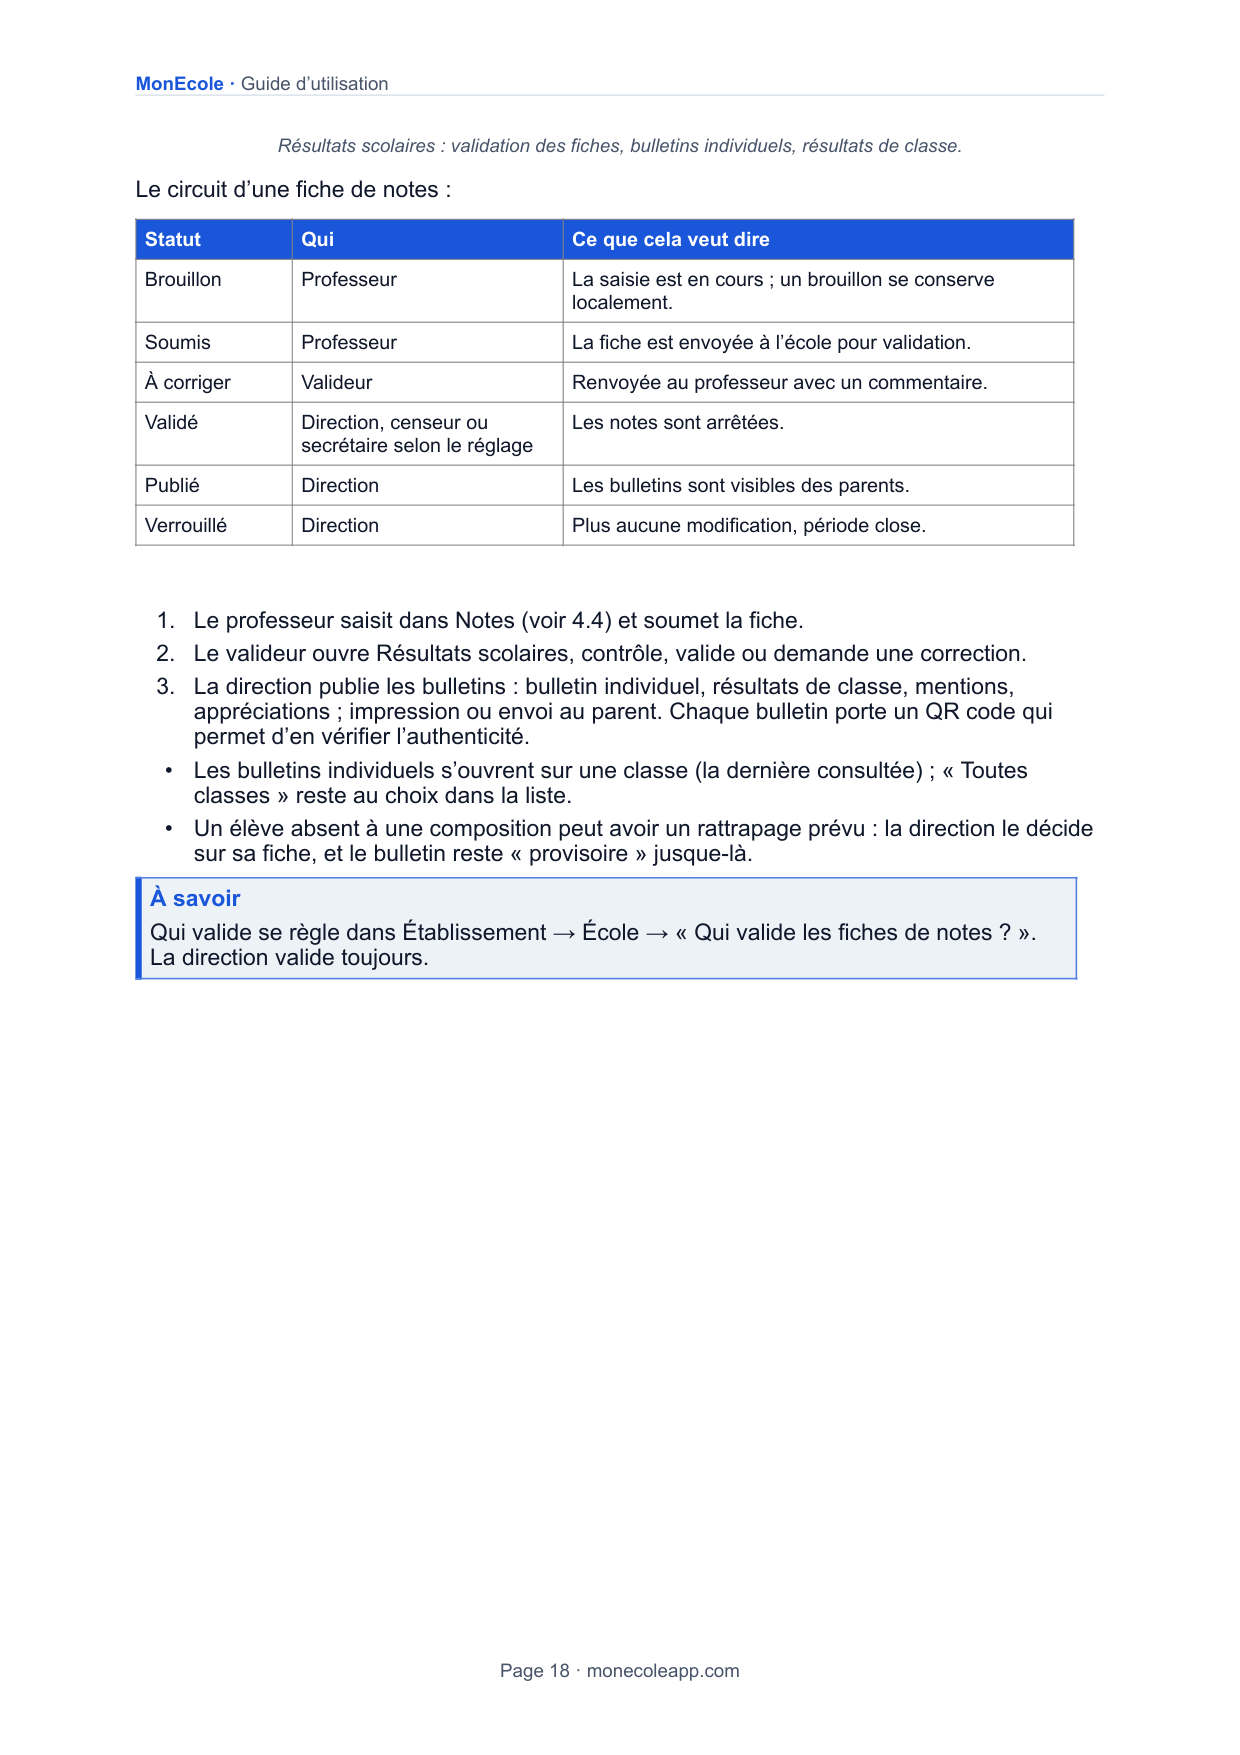 MonEcole · Guide d’utilisation
Résultats scolaires : validation des fiches, bulletins individuels, résultats de classe.
Le circuit d’une fiche de notes :
Statut Qui Ce que cela veut dire
Brouillon Professeur La saisie est en cours ; un brouillon se conserve
localement.
Soumis Professeur La fiche est envoyée à l’école pour validation.
À corriger Valideur Renvoyée au professeur avec un commentaire.
Validé Direction, censeur ou Les notes sont arrêtées.
secrétaire selon le réglage
Publié Direction Les bulletins sont visibles des parents.
Verrouillé Direction Plus aucune modification, période close.
1. Le professeur saisit dans Notes (voir 4.4) et soumet la fiche.
2. Le valideur ouvre Résultats scolaires, contrôle, valide ou demande une correction.
3. La direction publie les bulletins : bulletin individuel, résultats de classe, mentions,
appréciations ; impression ou envoi au parent. Chaque bulletin porte un QR code qui
permet d’en vérifier l’authenticité.
• Les bulletins individuels s’ouvrent sur une classe (la dernière consultée) ; « Toutes
classes » reste au choix dans la liste.
• Un élève absent à une composition peut avoir un rattrapage prévu : la direction le décide
sur sa fiche, et le bulletin reste « provisoire » jusque-là.
À savoir
Qui valide se règle dans Établissement → École → « Qui valide les fiches de notes ? ».
La direction valide toujours.
Page 18 · monecoleapp.com